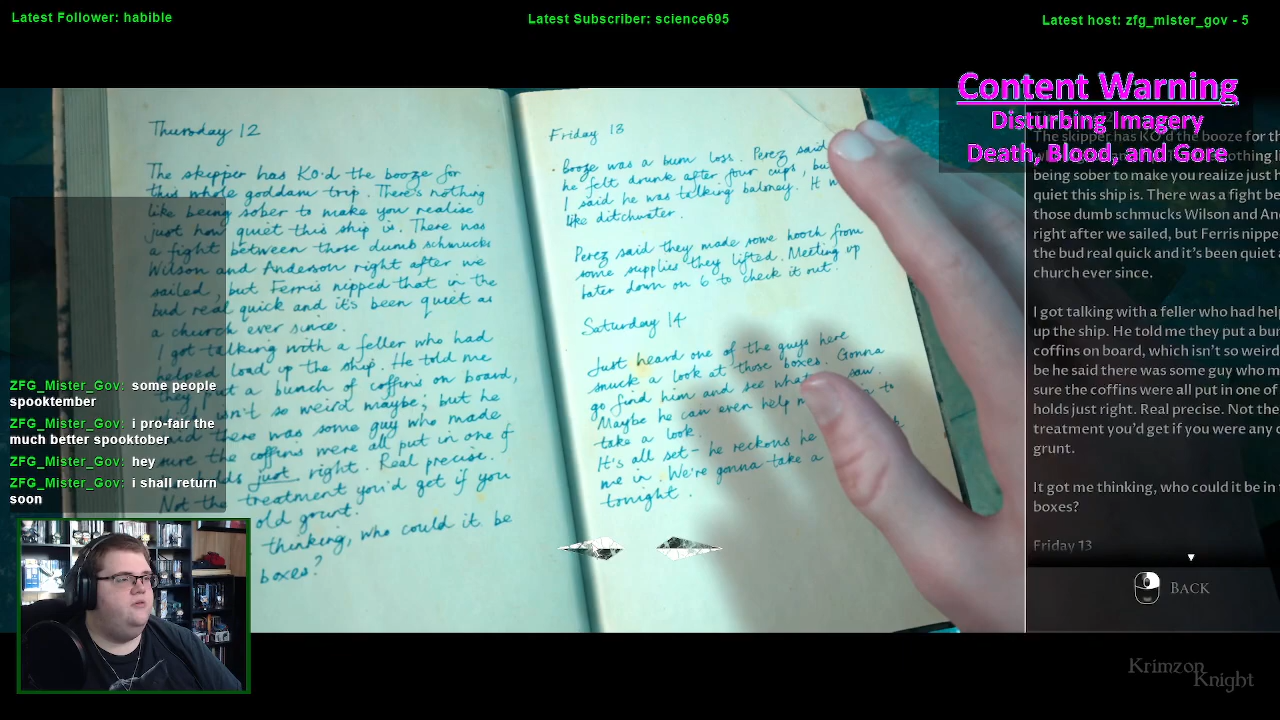 Latest Follower: habible
Latest Subscriber: science695
Latest host: zfg_mister_gov - 5
Content Warning
Disturbing Imagery
Death, Blood, and Gore
Thursday 12
The skipper has KO'd the booze for
this whole goddam trip. There's nothing
like being sober to make you realise
just how quiet this ship is. There was
a fight between those dumb schmucks
Wilson and Anderson right after we
sailed, but Ferris nipped that in the
bud real quick and it's been quiet as
a church ever since.
I got talking with a feller who had
helped load up the ship. He told me
they put a bunch of coffins on board,
which isn't so weird maybe; but he
said there was some guy who made
sure the coffins were all put in one of
just right. Real precise.
Not the treatment you'd get if you
old grunt.
thinking, who could it be
boxes?
Friday 13
Booze was a bum loss. Perez said
he felt drunk after four cups, but
I said he was talking baloney. It
like ditchwater.
Perez said they made some hooch from
some supplies they lifted. Meeting up
later down on 6 to check it out.
Saturday 14
Just heard one of the guys here
snuck a look at those boxes. Gonna
go find him and see what saw.
Maybe he can even help to
take a look.
It's all set - he reckons he
me in. We're gonna take a
tonight.
The skipper has KO'd the booze for th
being sober to make you realize just h
quiet this ship is. There was a fight be
those dumb schmucks Wilson and An
right after we sailed, but Ferris nippe
the bud real quick and it's been quiet a
church ever since.
I got talking with a feller who had help
up the ship. He told me they put a bun
coffins on board, which isn't so weird
be he said there was some guy who m
sure the coffins were all put in one of
holds just right. Real precise. Not the
treatment you'd get if you were any o
grunt.
It got me thinking, who could it be in t
boxes?
Friday 13
BACK
ZFG_Mister_Gov: some people
spooktember
ZFG_Mister_Gov: i pro-fair the
much better spooktober
ZFG_Mister_Gov: hey
ZFG_Mister_Gov: i shall return
soon
Krimzon
Knight